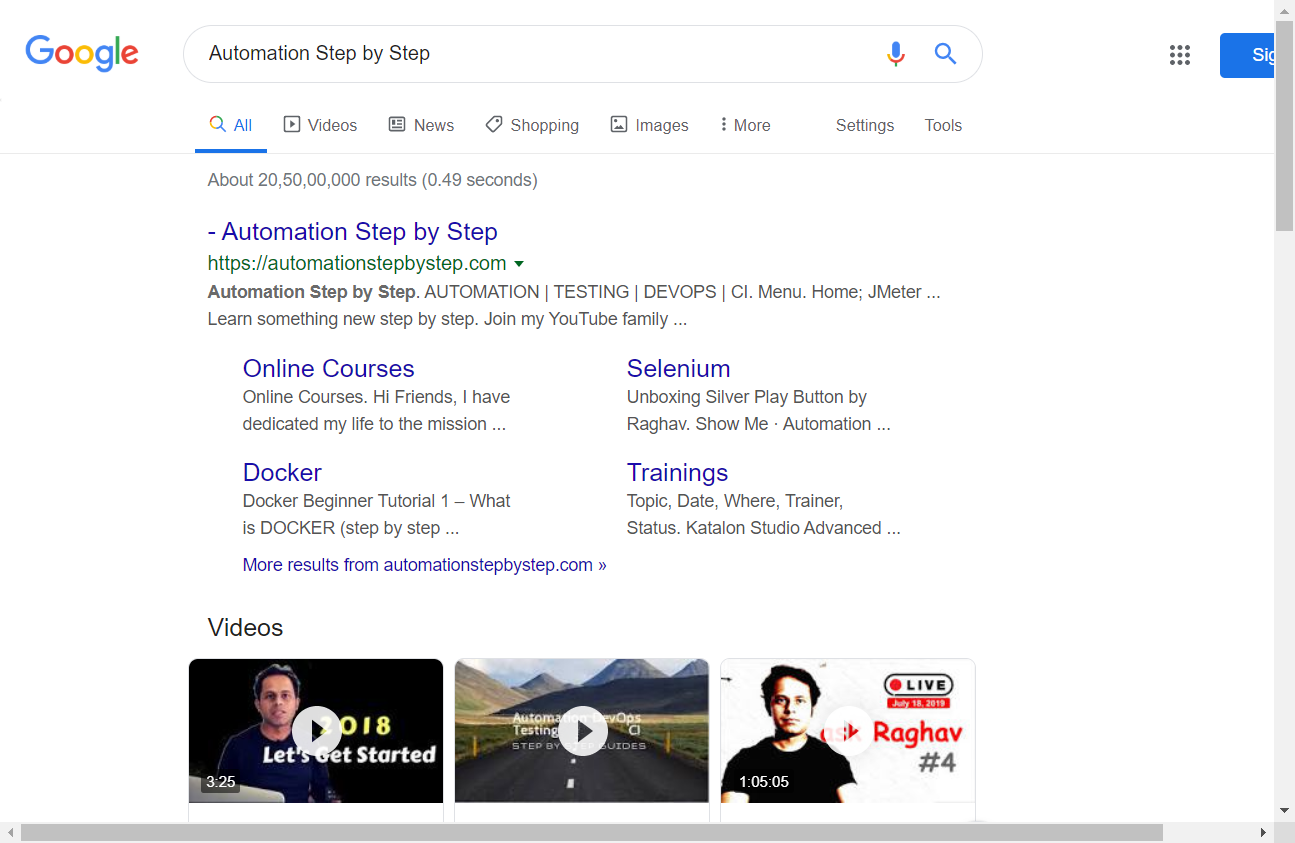 Google
Automation Step by Step
Sig
All Videos News Shopping Images More Settings Tools
About 20,50,00,000 results (0.49 seconds)
- Automation Step by Step
https://automationstepbystep.com
Automation Step by Step. AUTOMATION | TESTING | DEVOPS | CI. Menu. Home; JMeter ...
Learn something new step by step. Join my YouTube family ...
Online Courses
Online Courses. Hi Friends, I have
dedicated my life to the mission ...
Selenium
Unboxing Silver Play Button by
Raghav. Show Me · Automation ...
Docker
Docker Beginner Tutorial 1 – What
is DOCKER (step by step ...
Trainings
Topic, Date, Where, Trainer,
Status. Katalon Studio Advanced ...
More results from automationstepbystep.com »
Videos
2018
Let's Get Started
3:25
Automation DevOps
Testing CI
STEP BY STEP GUIDES
LIVE
July 18, 2019
ask Raghav
#4
1:05:05